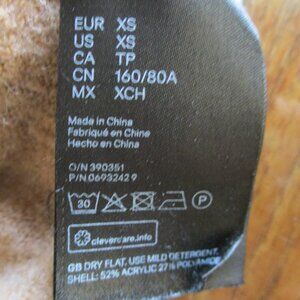 EUR XS
US XS
CA TP
CN 160/80A
MX XCH
Made in China
Fabriqué en Chine
Hecho en China
O/N 390351
P/N 0693242 9
30
P
clevercare.info
GB DRY FLAT. USE MILD DETERGENT.
SHELL: 52% ACRYLIC 27% POLYAMIDE